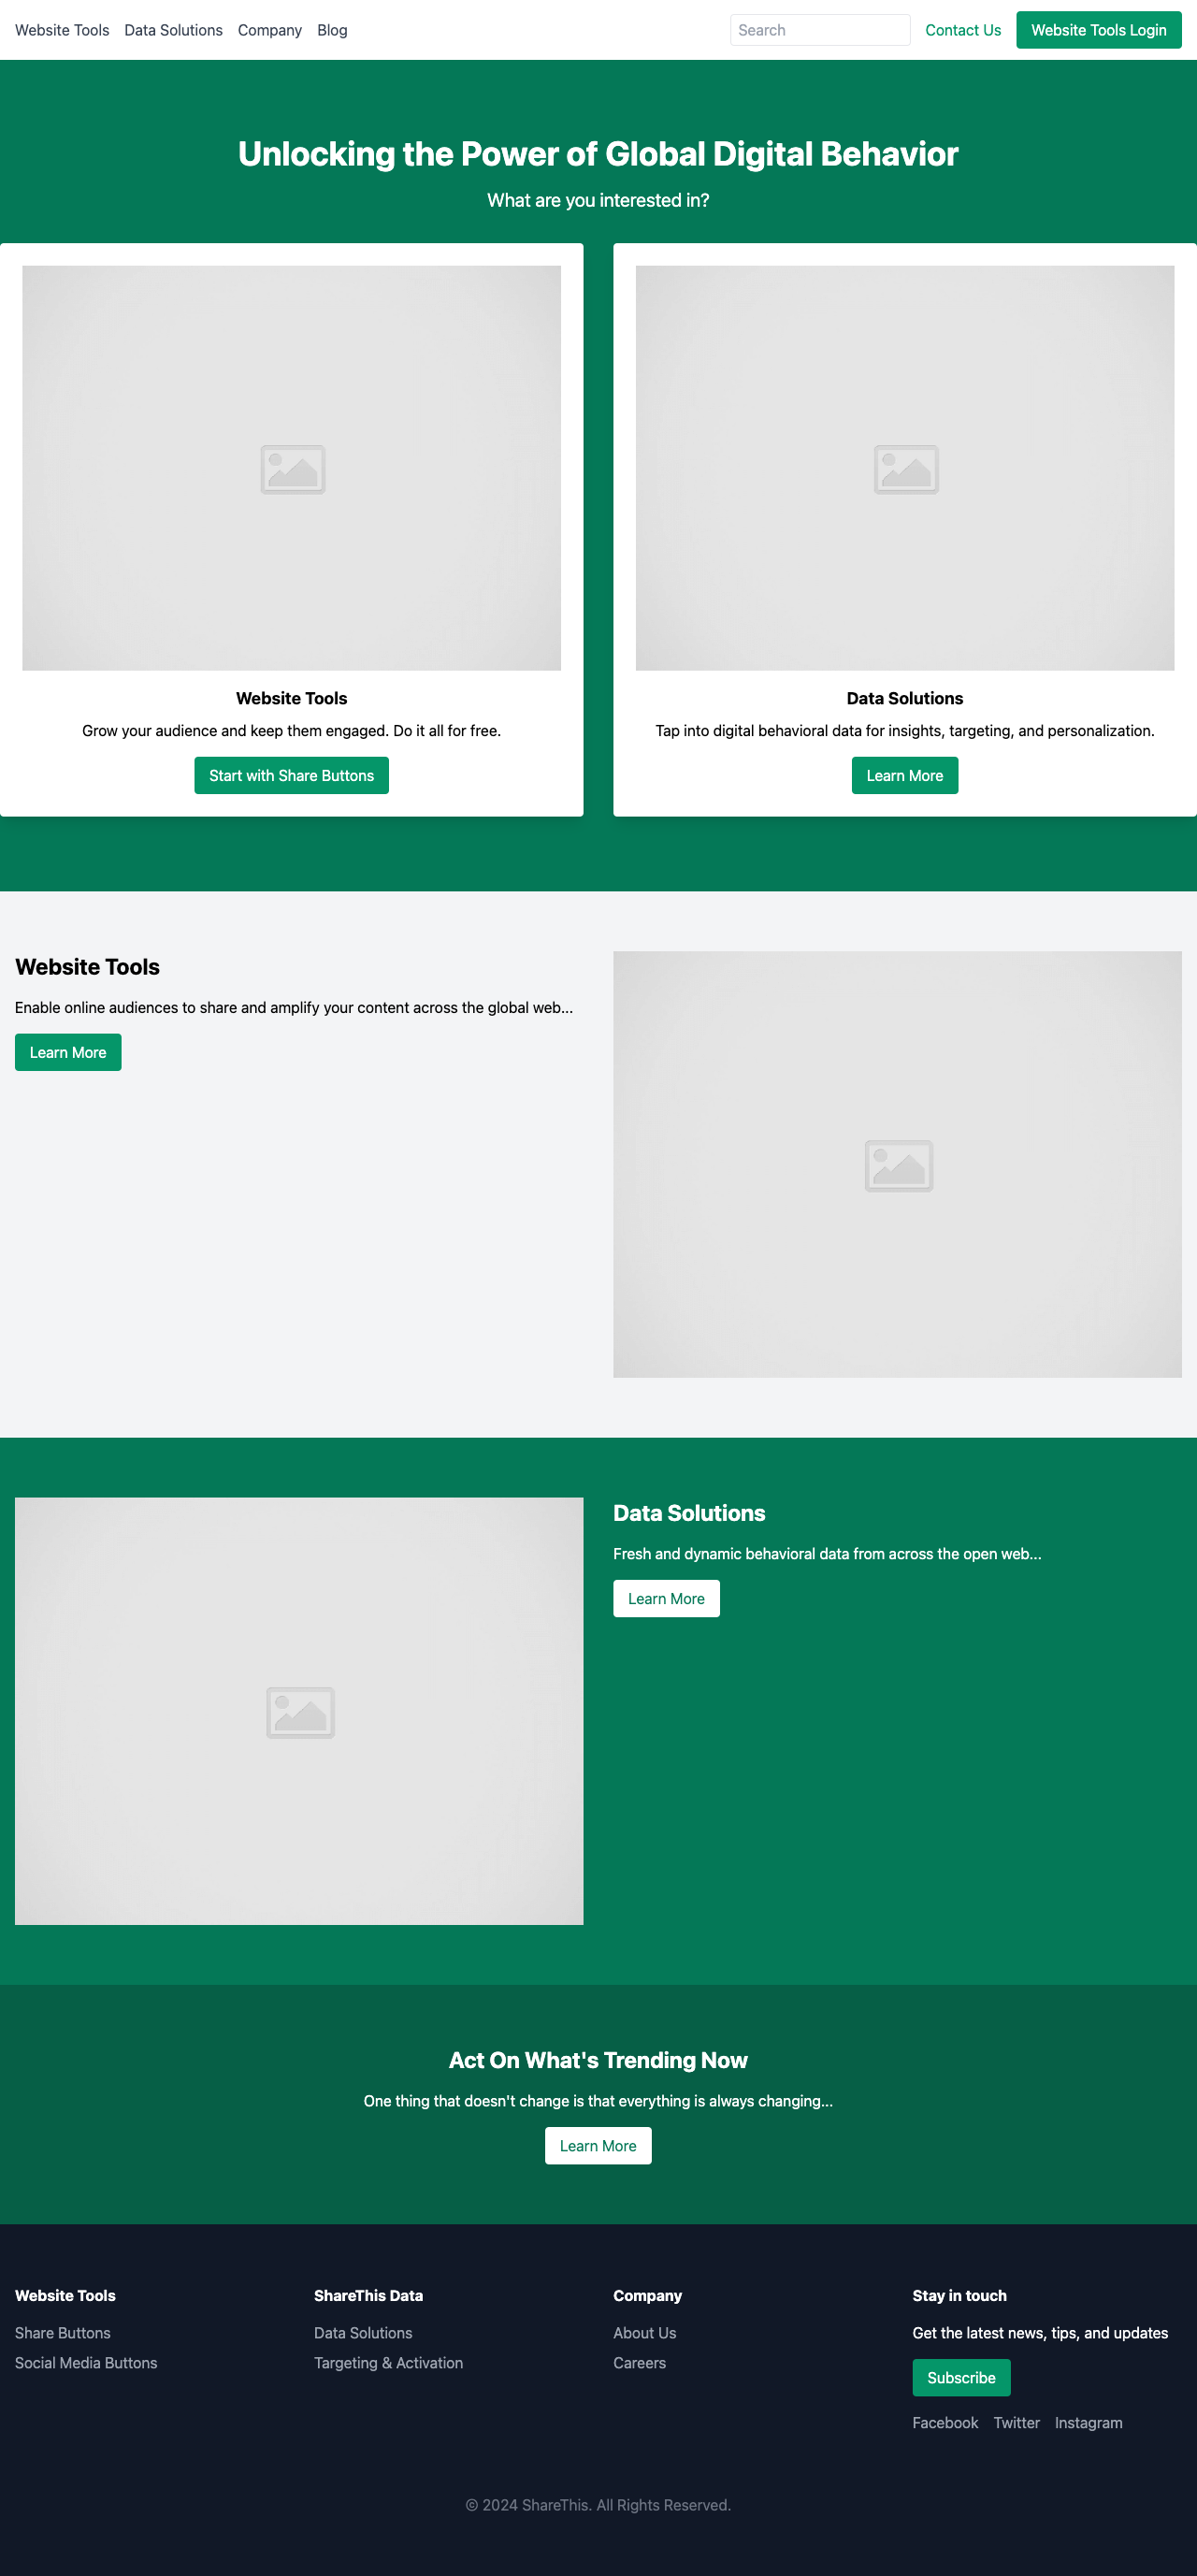 Website Tools Data Solutions Company Blog Search Contact Us Website Tools Login
Unlocking the Power of Global Digital Behavior
What are you interested in?
Website Tools
Grow your audience and keep them engaged. Do it all for free.
Start with Share Buttons
Data Solutions
Tap into digital behavioral data for insights, targeting, and personalization.
Learn More
Website Tools
Enable online audiences to share and amplify your content across the global web...
Learn More
Data Solutions
Fresh and dynamic behavioral data from across the open web...
Learn More
Act On What's Trending Now
One thing that doesn't change is that everything is always changing...
Learn More
Website Tools
Share Buttons
Social Media Buttons
ShareThis Data
Data Solutions
Targeting & Activation
Company
About Us
Careers
Stay in touch
Get the latest news, tips, and updates
Subscribe
Facebook Twitter Instagram
© 2024 ShareThis. All Rights Reserved.